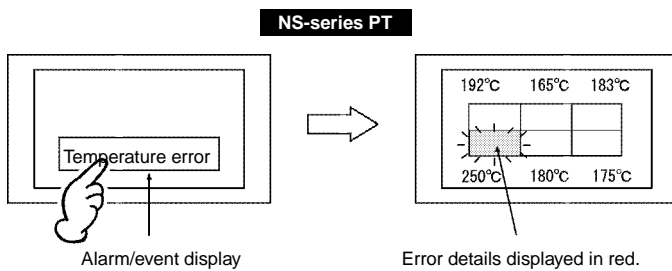 NS-series PT
Temperature error
Alarm/event display
192℃ 165℃ 183℃
250℃ 180℃ 175℃
Error details displayed in red.